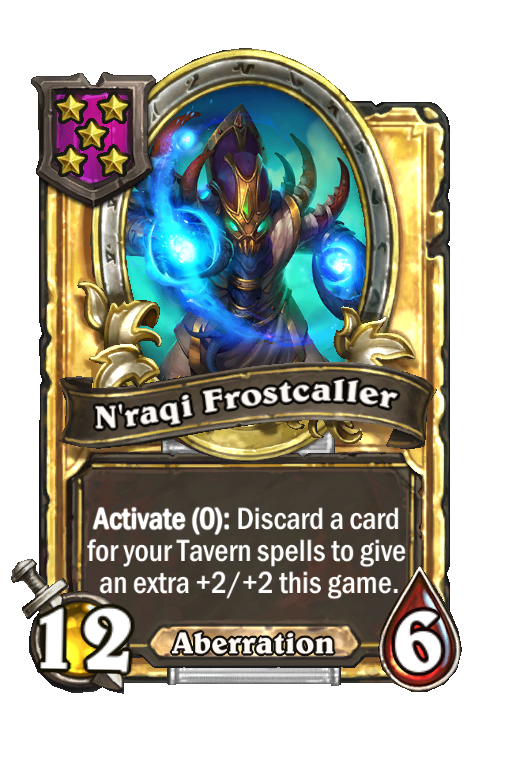 N'raqi Frostcaller
Activate (0): Discard a card
for your Tavern spells to give
an extra +2/+2 this game.
12
Aberration
6